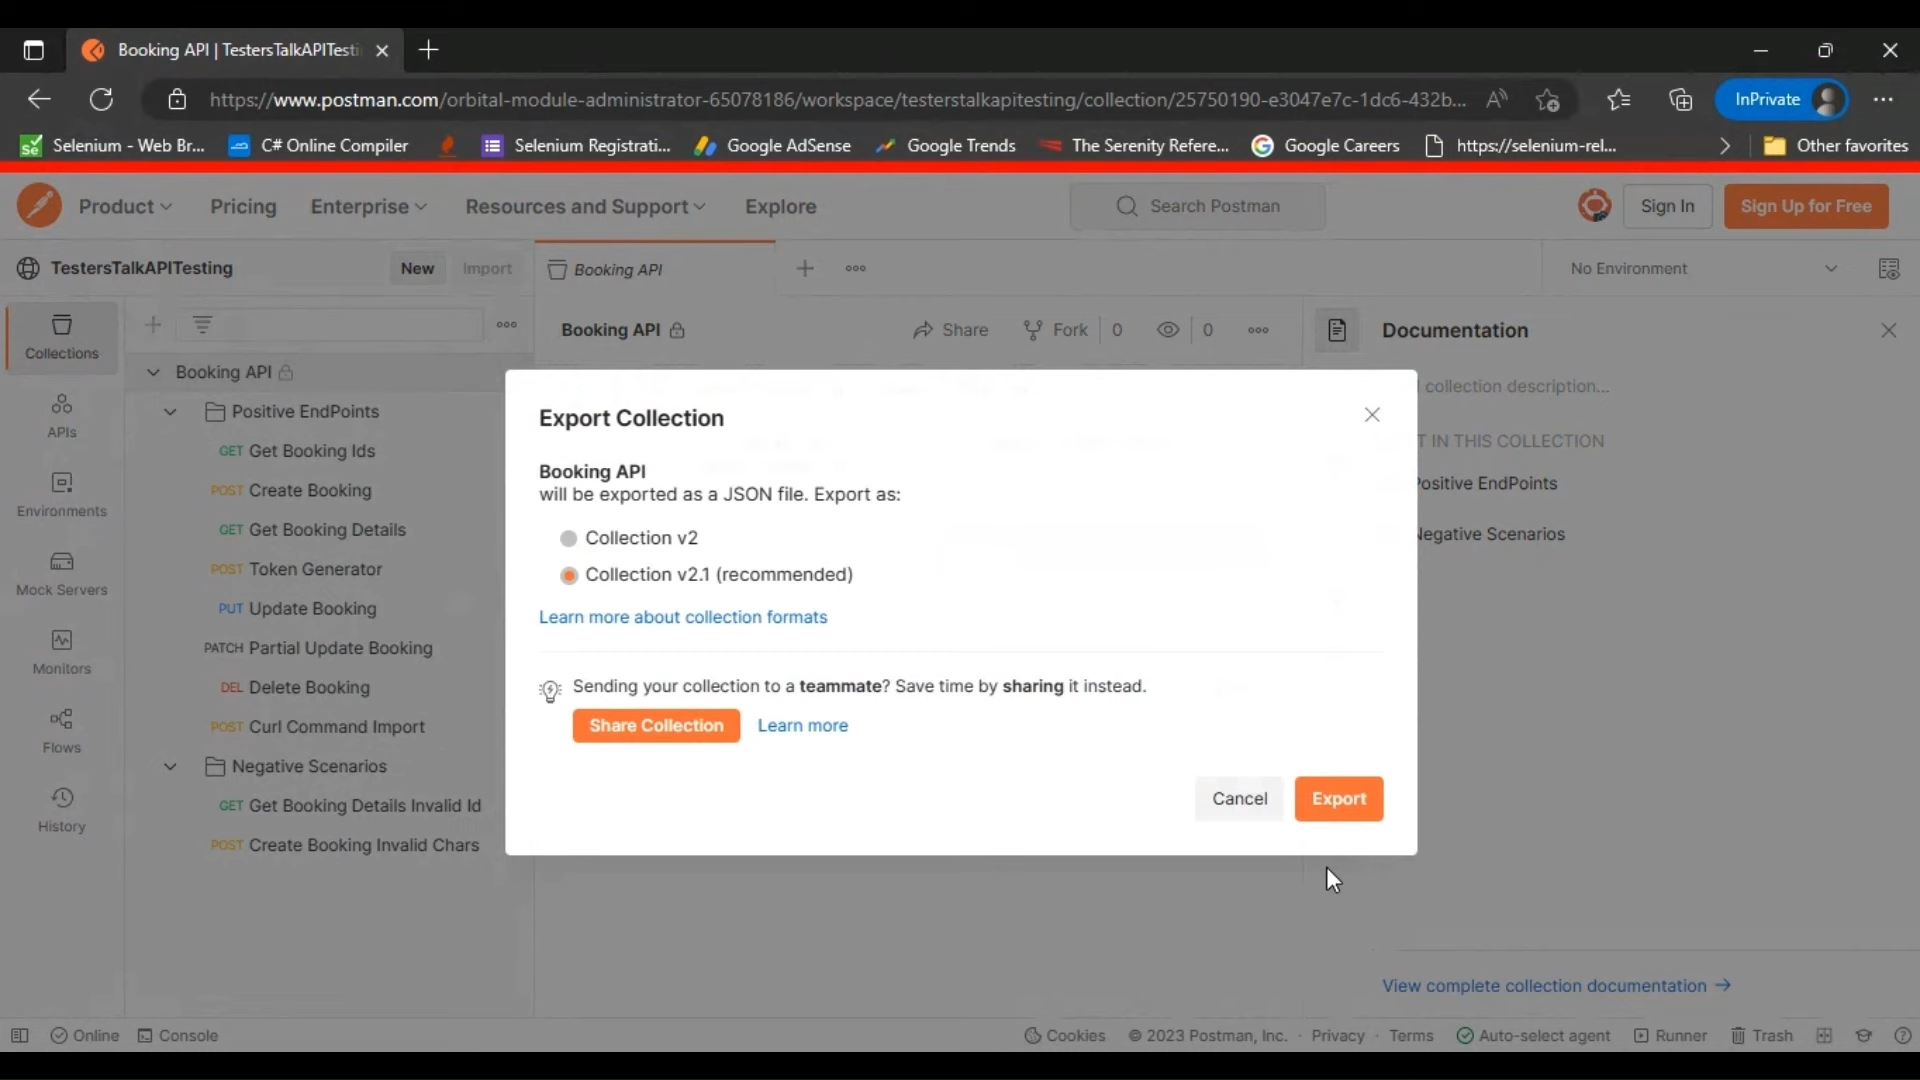 Booking API | TestersTalkAPITesti
https://www.postman.com/orbital-module-administrator-65078186/workspace/testerstalkapitesting/collection/25750190-e3047e7c-1dc6-432b...
InPrivate
Selenium - Web Br...
C# Online Compiler
Selenium Registrati...
Google AdSense
Google Trends
The Serenity Refere...
Google Careers
https://selenium-rel...
Other favorites
Product
Pricing
Enterprise
Resources and Support
Explore
Search Postman
Sign In
Sign Up for Free
TestersTalkAPITesting
New
Import
Booking API
No Environment
Collections
APIs
Environments
Mock Servers
Monitors
Flows
History
Booking API
Positive EndPoints
GET Get Booking Ids
POST Create Booking
GET Get Booking Details
POST Token Generator
PUT Update Booking
PATCH Partial Update Booking
DEL Delete Booking
POST Curl Command Import
Negative Scenarios
GET Get Booking Details Invalid Id
POST Create Booking Invalid Chars
Booking API
Share
Fork
0
0
Documentation
collection description...
IN THIS COLLECTION
Positive EndPoints
Negative Scenarios
View complete collection documentation →
Export Collection
Booking API
will be exported as a JSON file. Export as:
Collection v2
Collection v2.1 (recommended)
Learn more about collection formats
Sending your collection to a teammate? Save time by sharing it instead.
Share Collection
Learn more
Cancel
Export
Online
Console
Cookies
© 2023 Postman, Inc.
· Privacy
· Terms
Auto-select agent
Runner
Trash